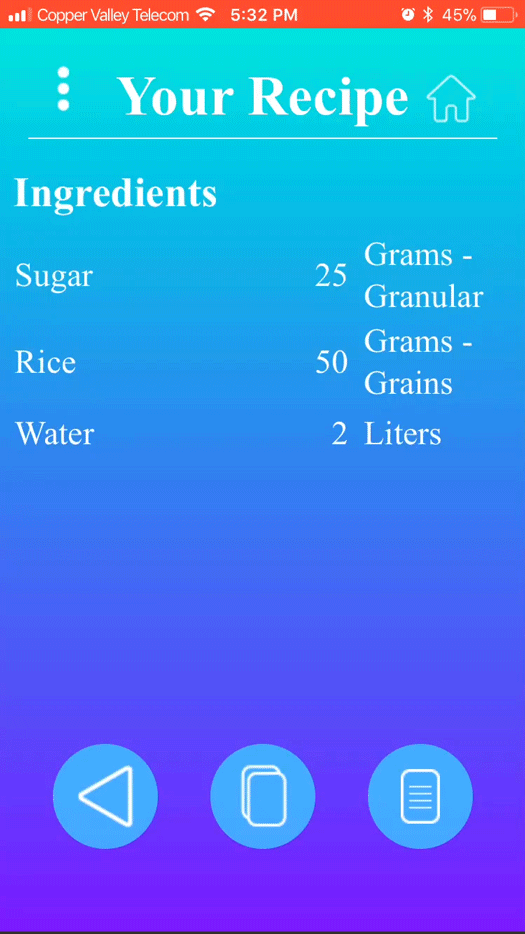 Copper Valley Telecom 5:32 PM 45%
Your Recipe
Ingredients
Sugar 25 Grams - Granular
Rice 50 Grams - Grains
Water 2 Liters